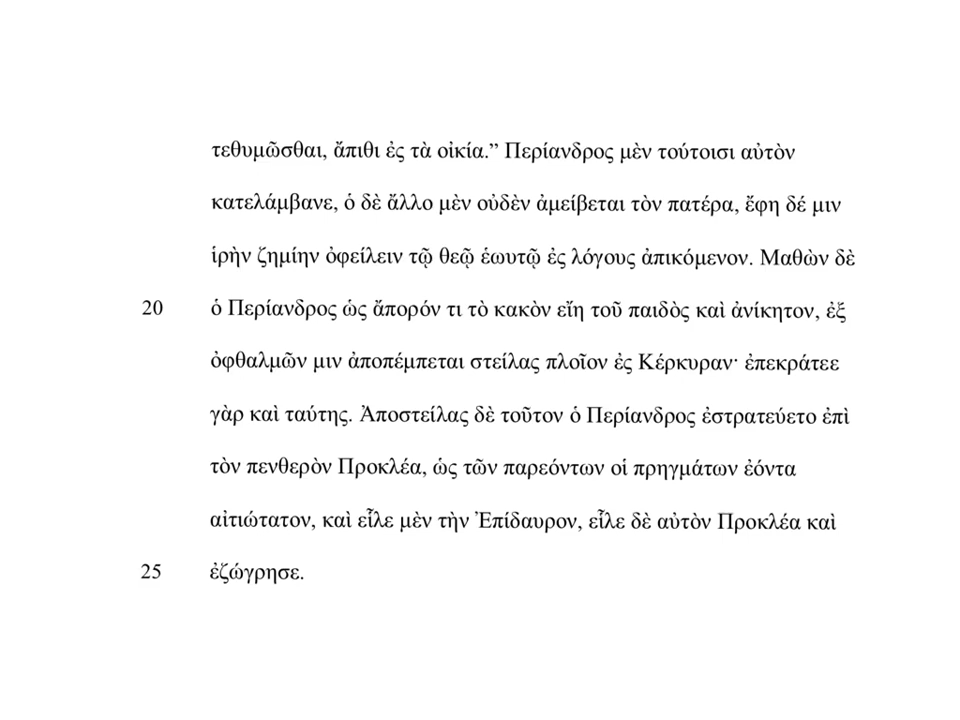 τεθυμῶσθαι, ἄπιθι ἐς τὰ οἰκία.” Περίανδρος μὲν τούτοισι αὐτὸν
κατελάμβανε, ὁ δὲ ἄλλο μὲν οὐδὲν ἀμείβεται τὸν πατέρα, ἔφη δέ μιν
ἱρὴν ζημίην ὀφείλειν τῷ θεῷ ἑωυτῷ ἐς λόγους ἀπικόμενον. Μαθὼν δὲ
20 ὁ Περίανδρος ὡς ἄπορόν τι τὸ κακὸν εἴη τοῦ παιδὸς καὶ ἀνίκητον, ἐξ
ὀφθαλμῶν μιν ἀποπέμπεται στείλας πλοῖον ἐς Κέρκυραν· ἐπεκράτεε
γὰρ καὶ ταύτης. Ἀποστείλας δὲ τοῦτον ὁ Περίανδρος ἐστρατεύετο ἐπὶ
τὸν πενθερὸν Προκλέα, ὡς τῶν παρεόντων οἱ πρηγμάτων ἐόντα
αἰτιώτατον, καὶ εἷλε μὲν τὴν Ἐπίδαυρον, εἷλε δὲ αὐτὸν Προκλέα καὶ
25 ἐζώγρησε.